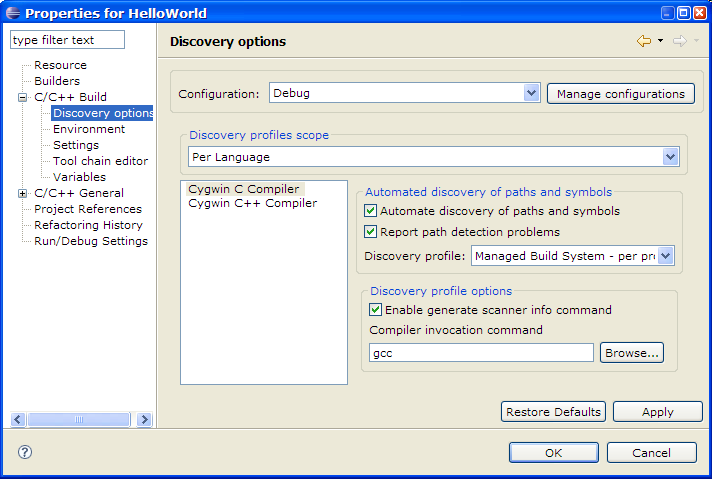 Properties for HelloWorld
type filter text
Resource
Builders
C/C++ Build
Discovery options
Environment
Settings
Tool chain editor
Variables
C/C++ General
Project References
Refactoring History
Run/Debug Settings
Discovery options
Configuration: Debug Manage configurations
Discovery profiles scope
Per Language
Cygwin C Compiler
Cygwin C++ Compiler
Automated discovery of paths and symbols
Automate discovery of paths and symbols
Report path detection problems
Discovery profile: Managed Build System - per pro
Discovery profile options
Enable generate scanner info command
Compiler invocation command
gcc Browse...
Restore Defaults Apply
? OK Cancel